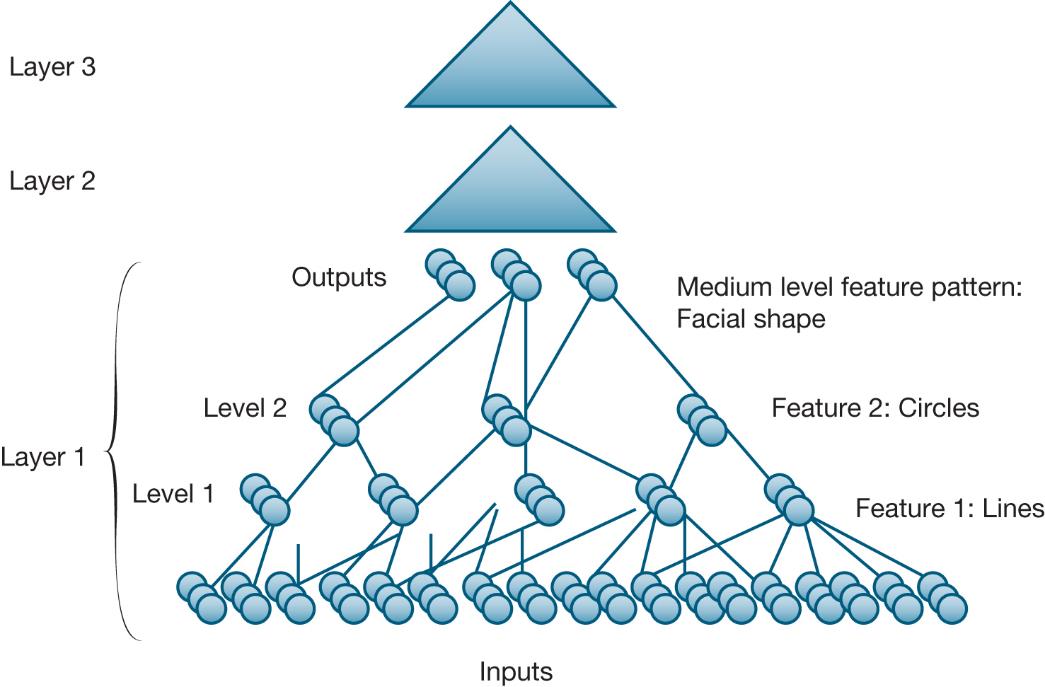 Layer 3
Layer 2
Outputs
Medium level feature pattern:
Facial shape
Level 2
Feature 2: Circles
Layer 1
Level 1
Feature 1: Lines
Inputs